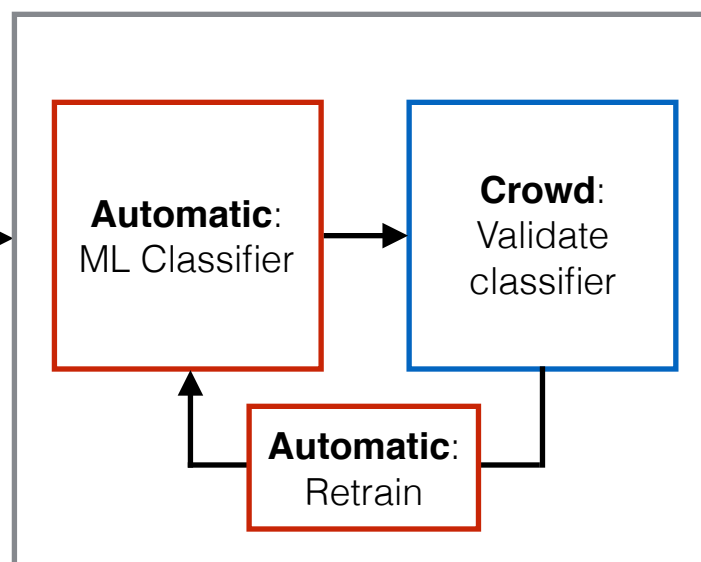 Automatic:
ML Classifier
Crowd:
Validate
classifier
Automatic:
Retrain